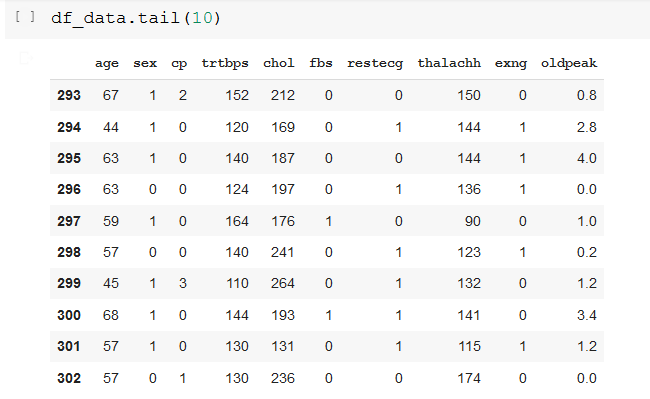 [ ] df_data.tail(10)
age sex cp trtbps chol fbs restecg thalachh exng oldpeak
293 67 1 2 152 212 0 0 150 0 0.8
294 44 1 0 120 169 0 1 144 1 2.8
295 63 1 0 140 187 0 0 144 1 4.0
296 63 0 0 124 197 0 1 136 1 0.0
297 59 1 0 164 176 1 0 90 0 1.0
298 57 0 0 140 241 0 1 123 1 0.2
299 45 1 3 110 264 0 1 132 0 1.2
300 68 1 0 144 193 1 1 141 0 3.4
301 57 1 0 130 131 0 1 115 1 1.2
302 57 0 1 130 236 0 0 174 0 0.0